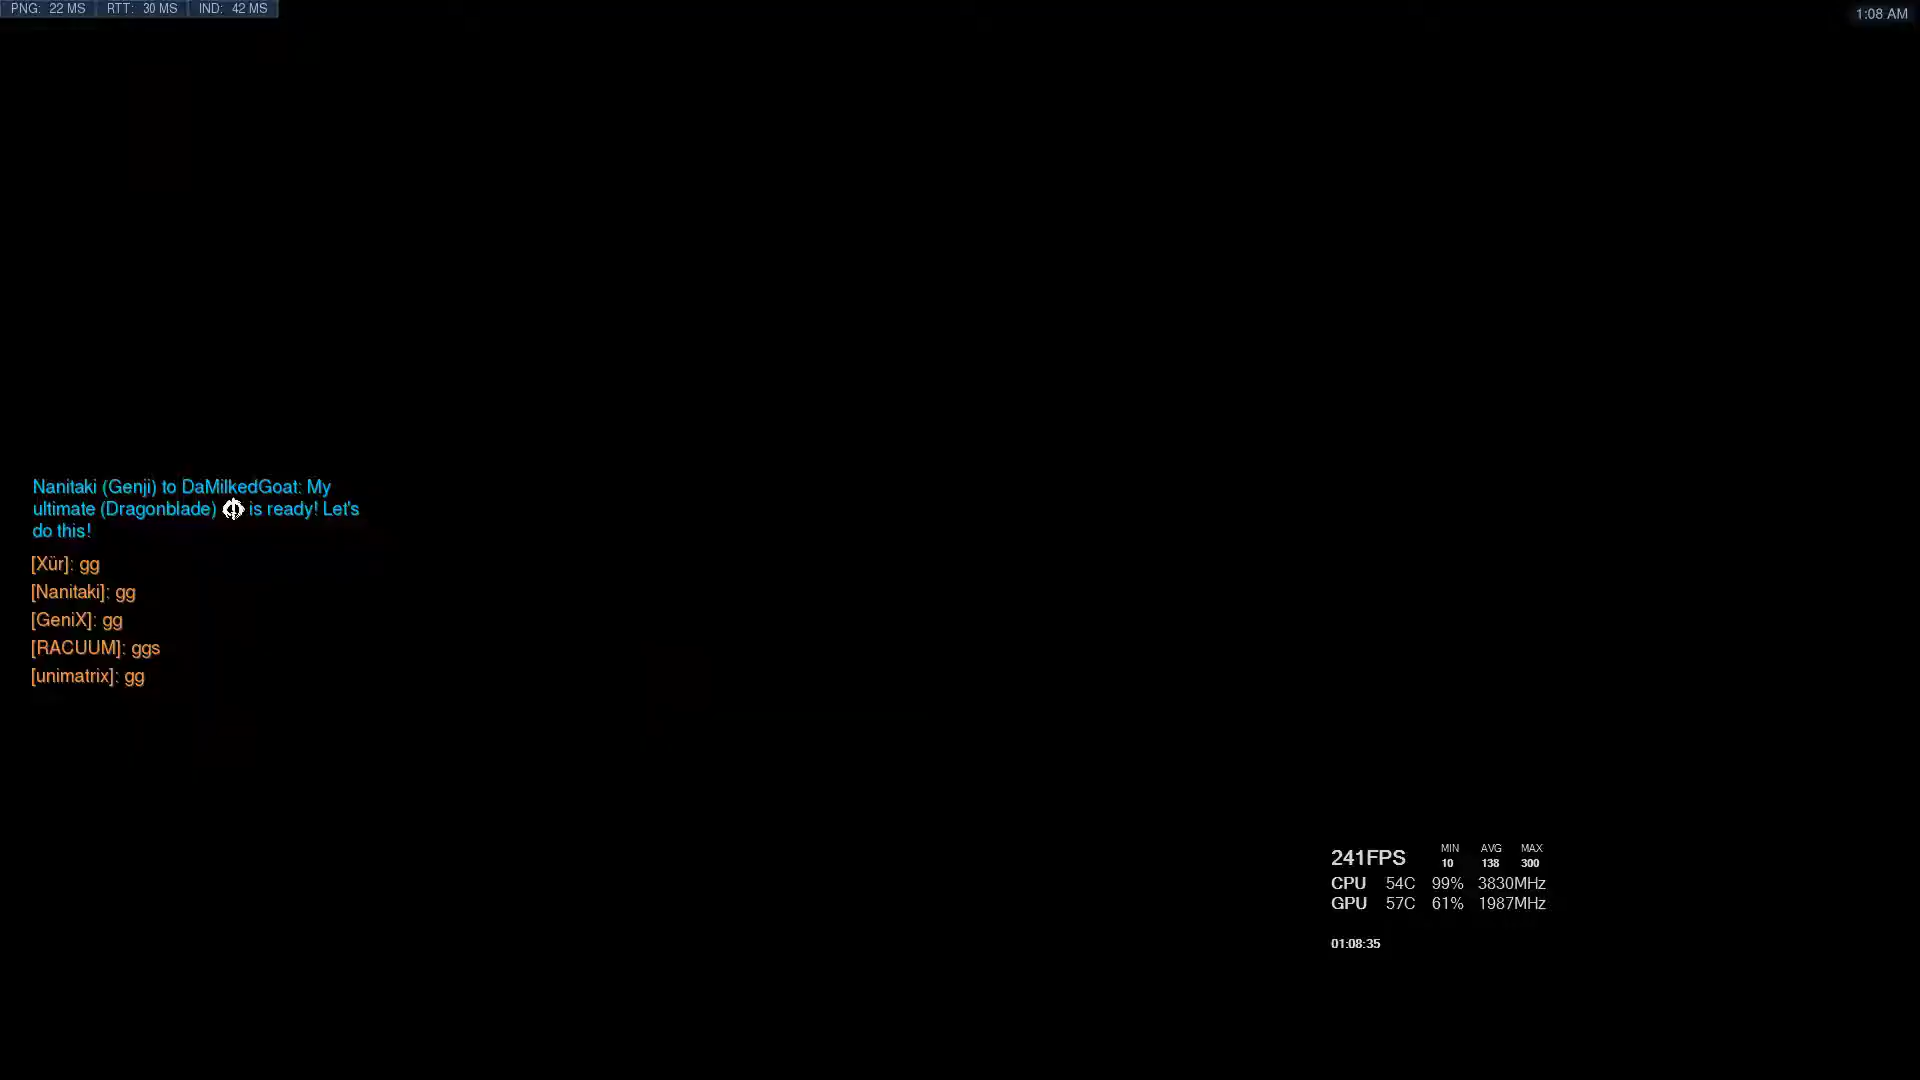 PNG: 22 MS RTT: 30 MS IND: 42 MS
1:08 AM
Nanitaki (Genji) to DaMilkedGoat: My
ultimate (Dragonblade) is ready! Let's
do this!
[Xür]: gg
[Nanitaki]: gg
[GeniX]: gg
[RACUUM]: ggs
[unimatrix]: gg
241FPS MIN AVG MAX
10 138 300
CPU 54C 99% 3830MHz
GPU 57C 61% 1987MHz
01:08:35